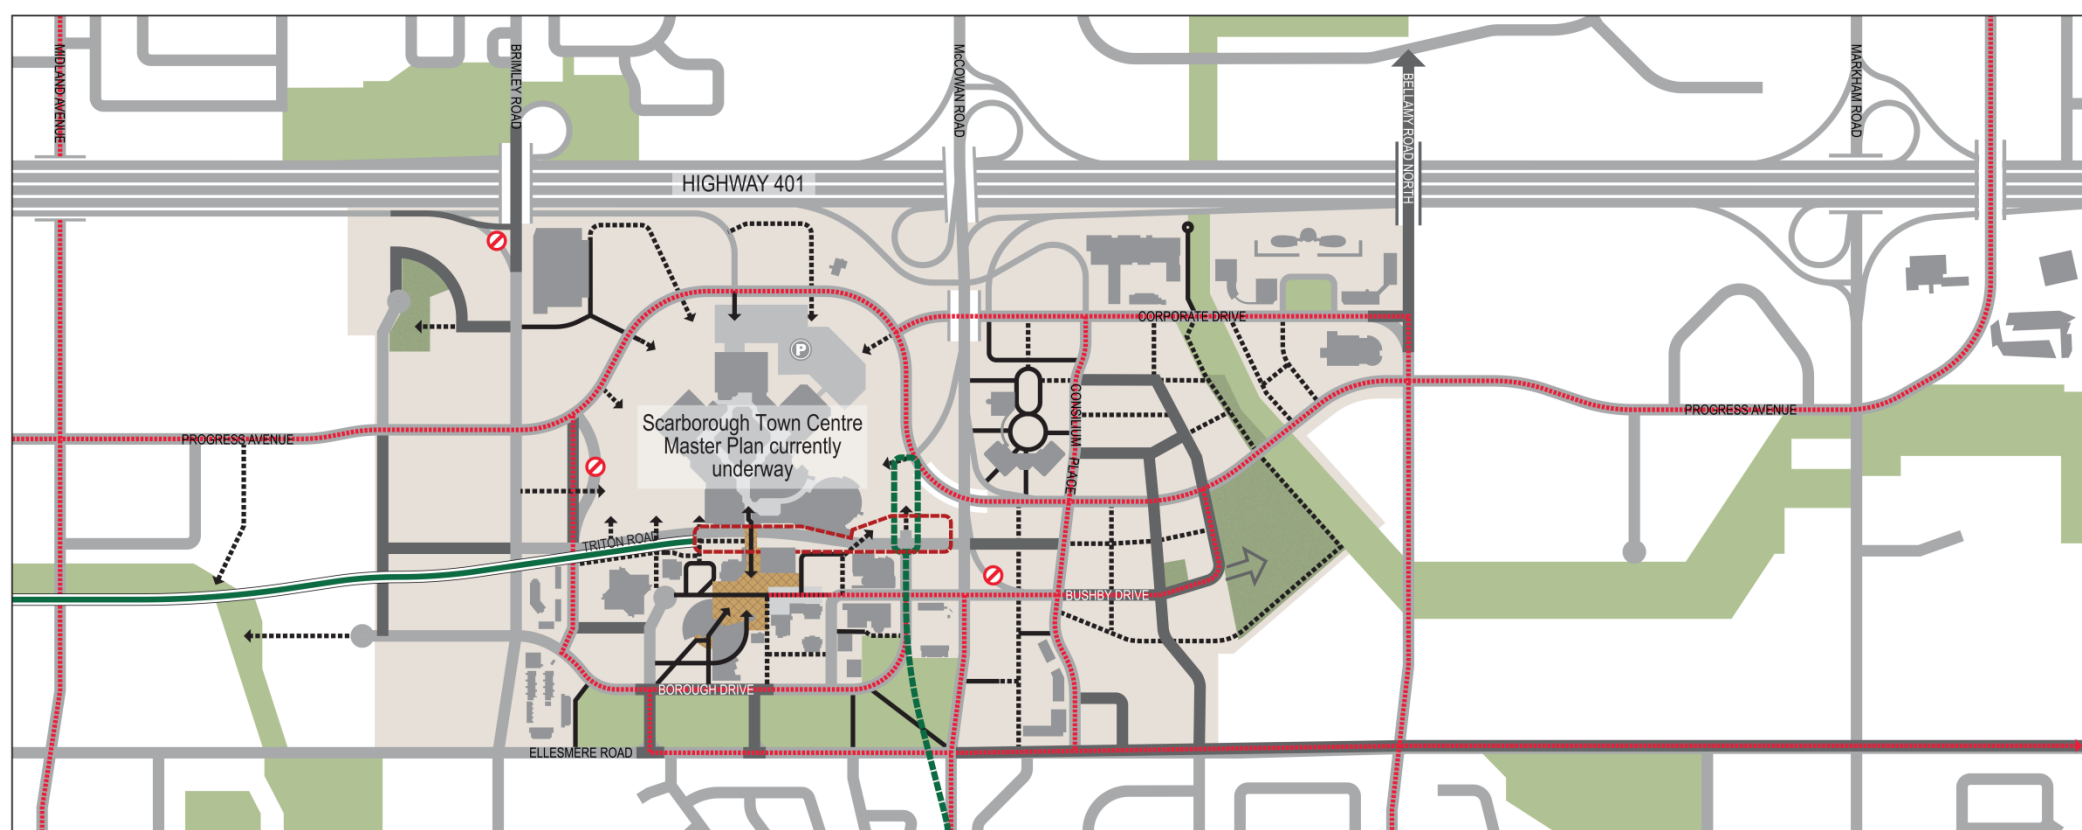 MIDLAND AVENUE
BRIMLEY ROAD
McCOWAN ROAD
BELLAMY ROAD NORTH
MARKHAM ROAD
HIGHWAY 401
CORPORATE DRIVE
P
CONSILIUM PLACE
PROGRESS AVENUE
PROGRESS AVENUE
Scarborough Town Centre
Master Plan currently
underway
TRITON ROAD
BUSHBY DRIVE
BOROUGH DRIVE
ELLESMERE ROAD